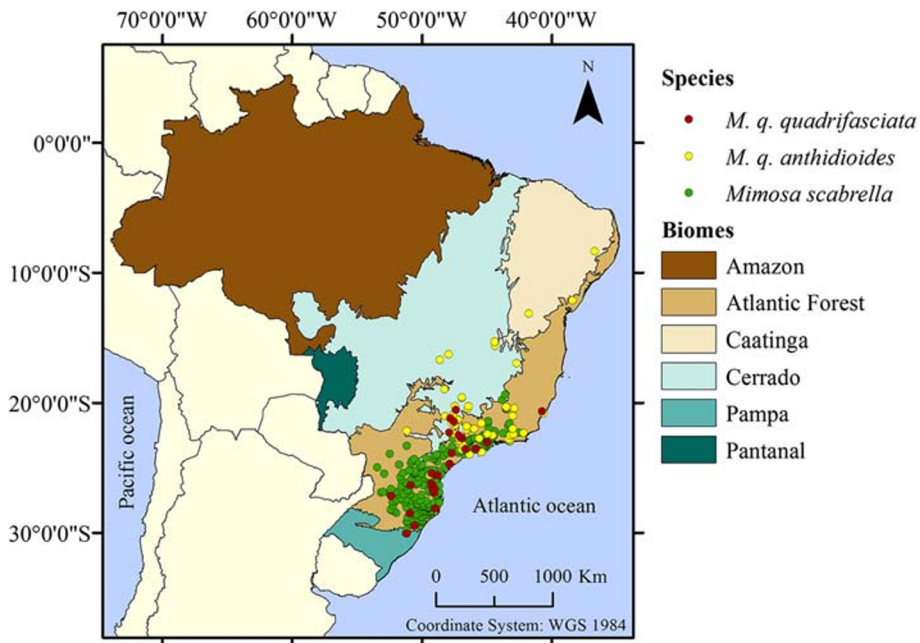 70°0'0"W 60°0'0"W 50°0'0"W 40°0'0"W
N
0°0'0"
10°0'0"S
20°0'0"S
30°0'0"S
Pacific ocean
Atlantic ocean
0 500 1000 Km
Coordinate System: WGS 1984
Species
M. q. quadrifasciata
M. q. anthidioides
Mimosa scabrella
Biomes
Amazon
Atlantic Forest
Caatinga
Cerrado
Pampa
Pantanal